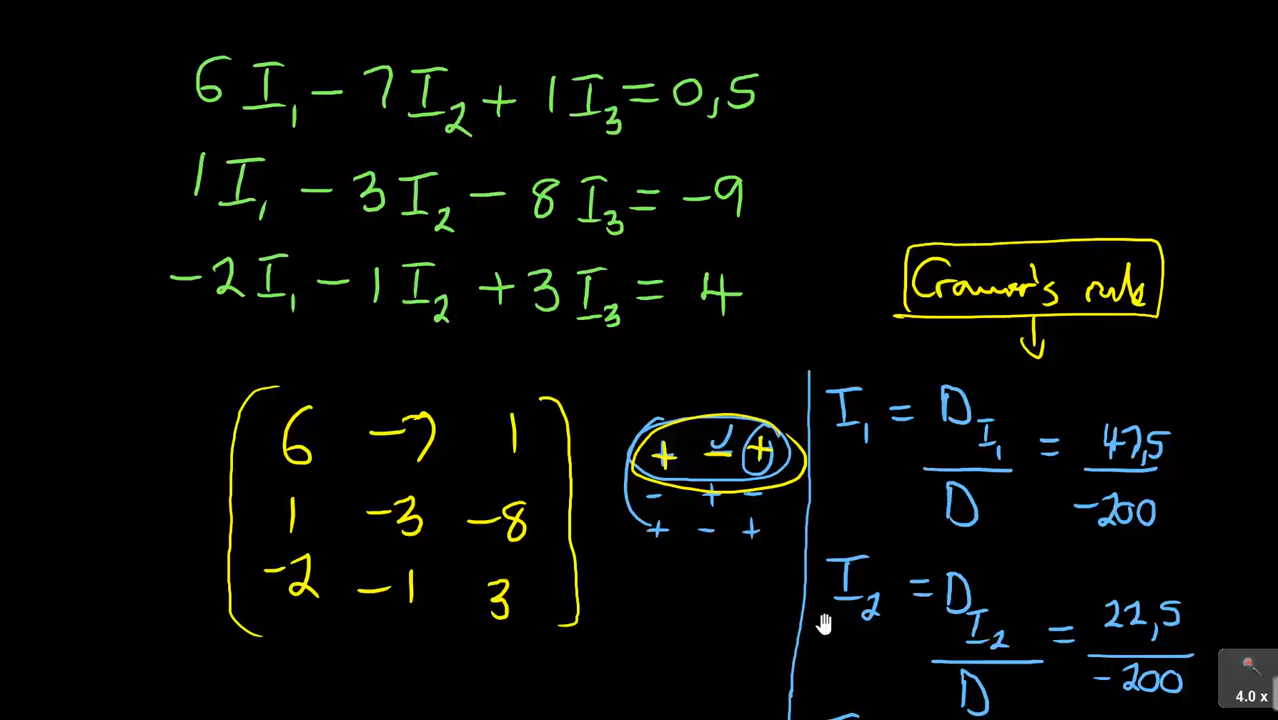 6I₁ - 7I₂ + 1I₃ = 0,5
1I₁ - 3I₂ - 8I₃ = -9
-2I₁ - 1I₂ + 3I₃ = 4
Cramer's rule
6 -7 1
1 -3 -8
-2 -1 3
+ - +
- + -
+ - +
I₁ = D_I₁ / D = 47,5 / -200
I₂ = D_I₂ / D = 22,5 / -200
4.0 x